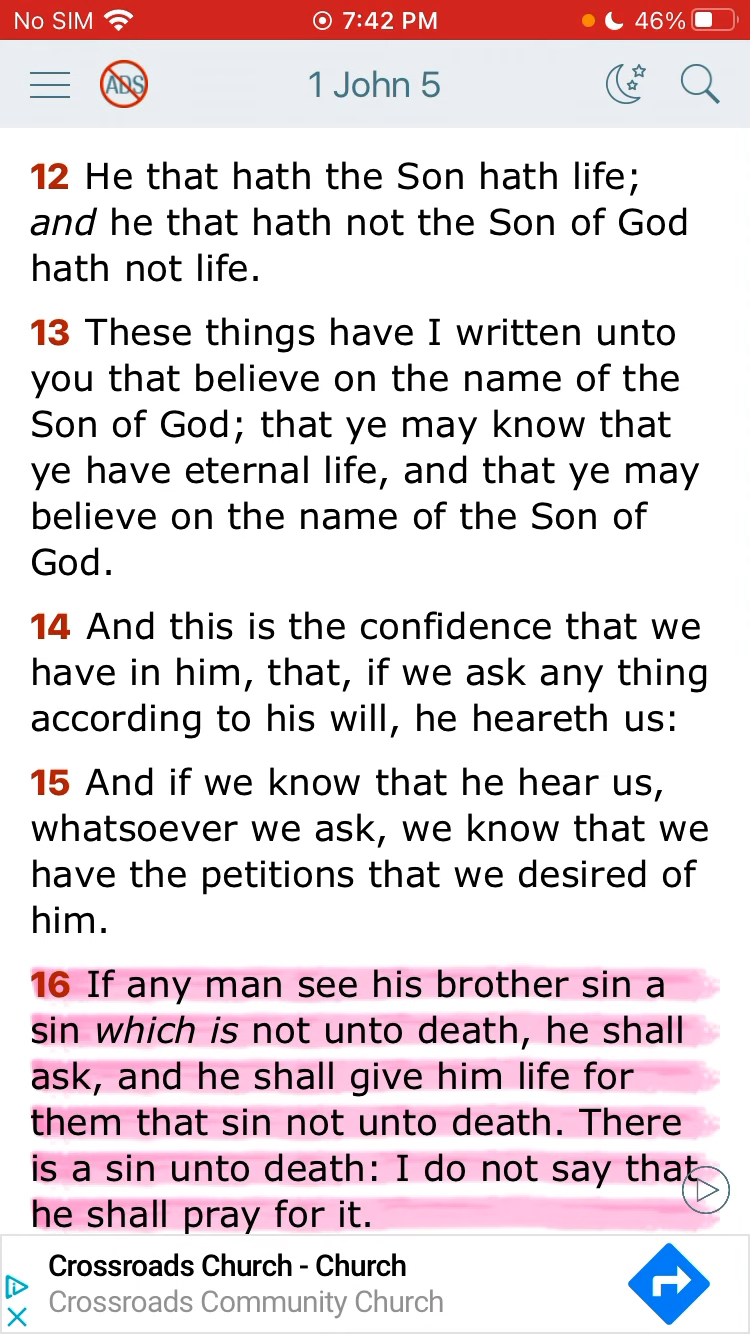 No SIM 7:42 PM 46%
ADS 1 John 5
12 He that hath the Son hath life;
and he that hath not the Son of God
hath not life.
13 These things have I written unto
you that believe on the name of the
Son of God; that ye may know that
ye have eternal life, and that ye may
believe on the name of the Son of
God.
14 And this is the confidence that we
have in him, that, if we ask any thing
according to his will, he heareth us:
15 And if we know that he hear us,
whatsoever we ask, we know that we
have the petitions that we desired of
him.
16 If any man see his brother sin a
sin which is not unto death, he shall
ask, and he shall give him life for
them that sin not unto death. There
is a sin unto death: I do not say that
he shall pray for it.
Crossroads Church - Church
Crossroads Community Church